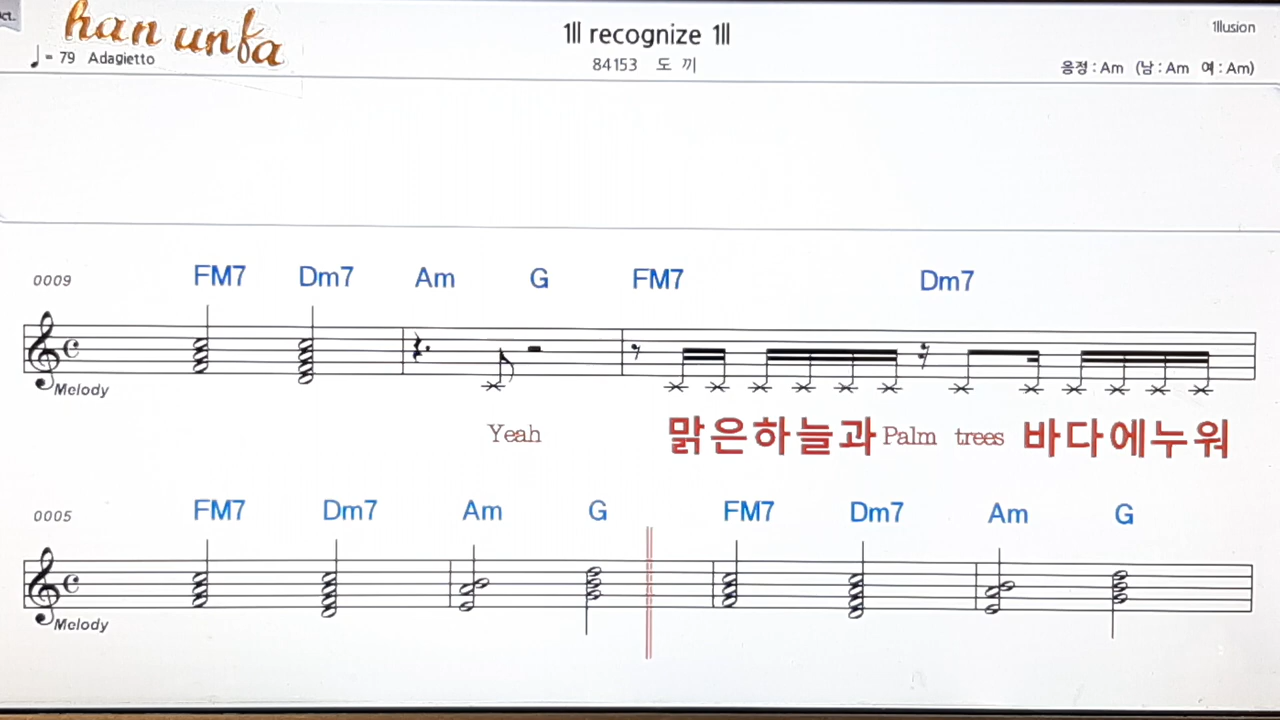 han unfa
1ll recognize 1ll
1llusion
♩= 79 Adagietto
84153 도 끼
응정 : Am (남 : Am 여 : Am)
0009 FM7 Dm7 Am G FM7 Dm7
Melody
Yeah 맑은하늘과 Palm trees 바다에누워
0005 FM7 Dm7 Am G FM7 Dm7 Am G
Melody